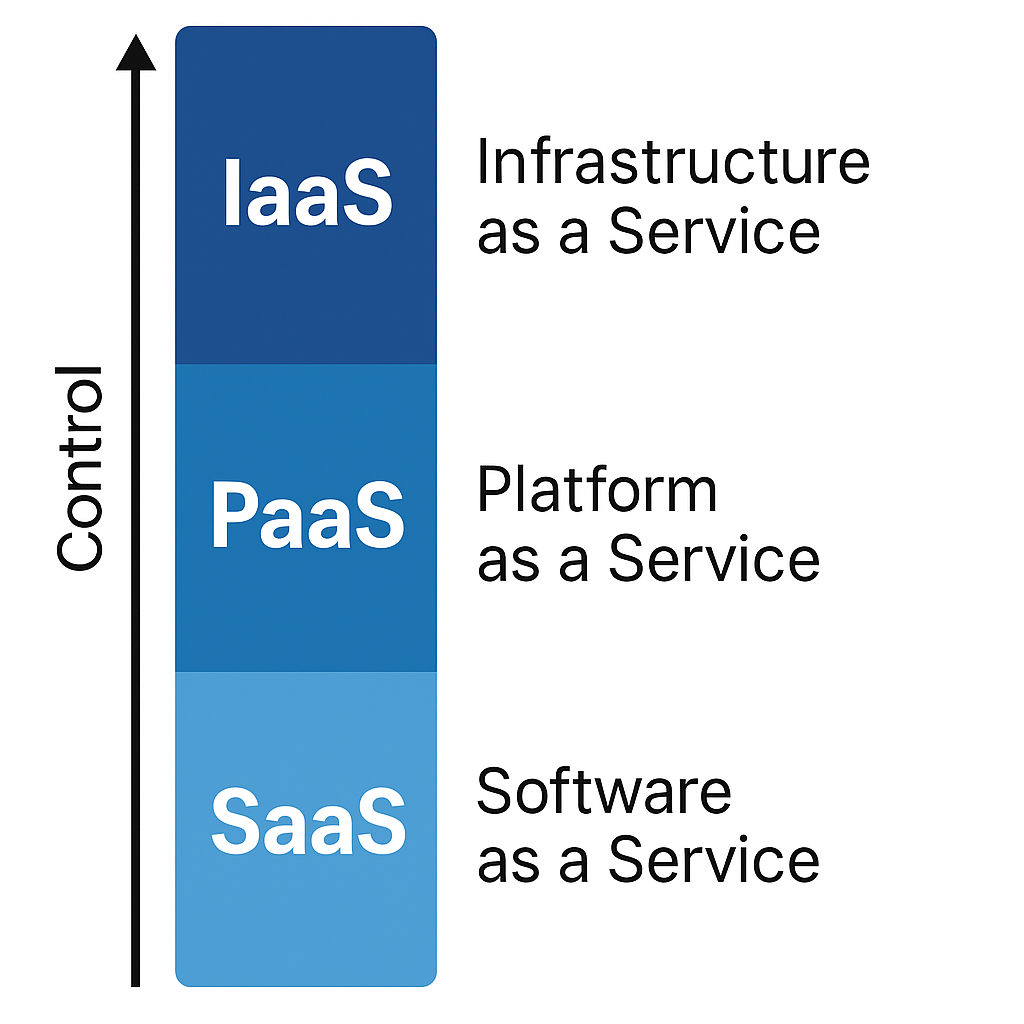 Control
IaaS
Infrastructure
as a Service
PaaS
Platform
as a Service
SaaS
Software
as a Service